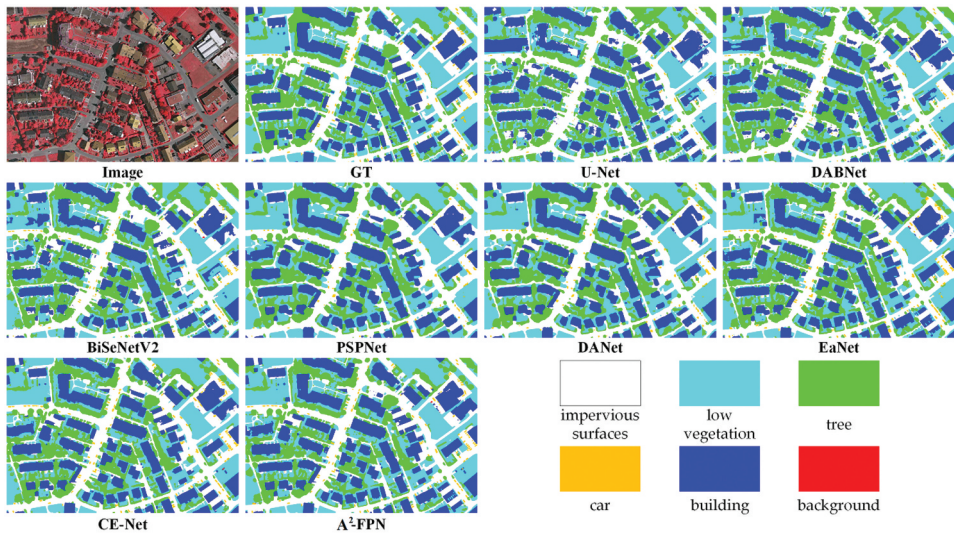 Image
GT
U-Net
DABNet
BiSeNetV2
PSPNet
DANet
EaNet
CE-Net
A²-FPN
impervious
surfaces
low
vegetation
tree
car
building
background